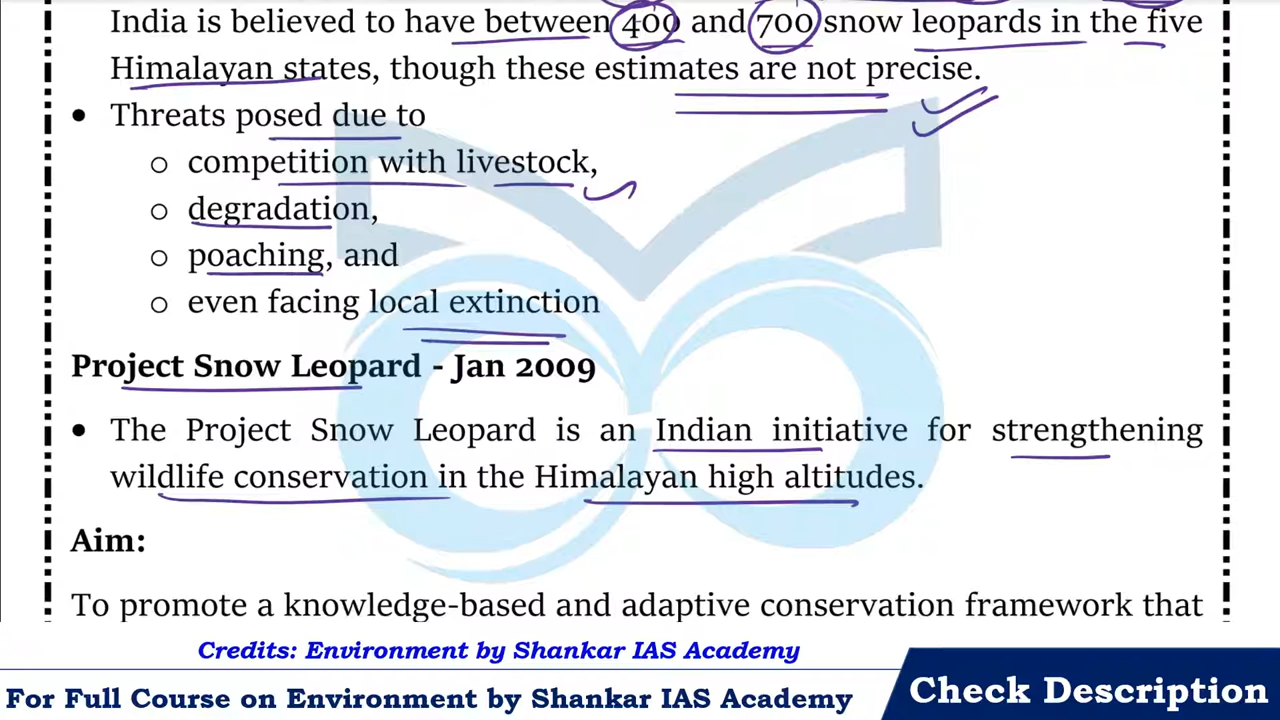 India is believed to have between 400 and 700 snow leopards in the five
Himalayan states, though these estimates are not precise.
• Threats posed due to
o competition with livestock,
o degradation,
o poaching, and
o even facing local extinction
Project Snow Leopard - Jan 2009
• The Project Snow Leopard is an Indian initiative for strengthening
wildlife conservation in the Himalayan high altitudes.
Aim:
To promote a knowledge-based and adaptive conservation framework that
Credits: Environment by Shankar IAS Academy
For Full Course on Environment by Shankar IAS Academy
Check Description